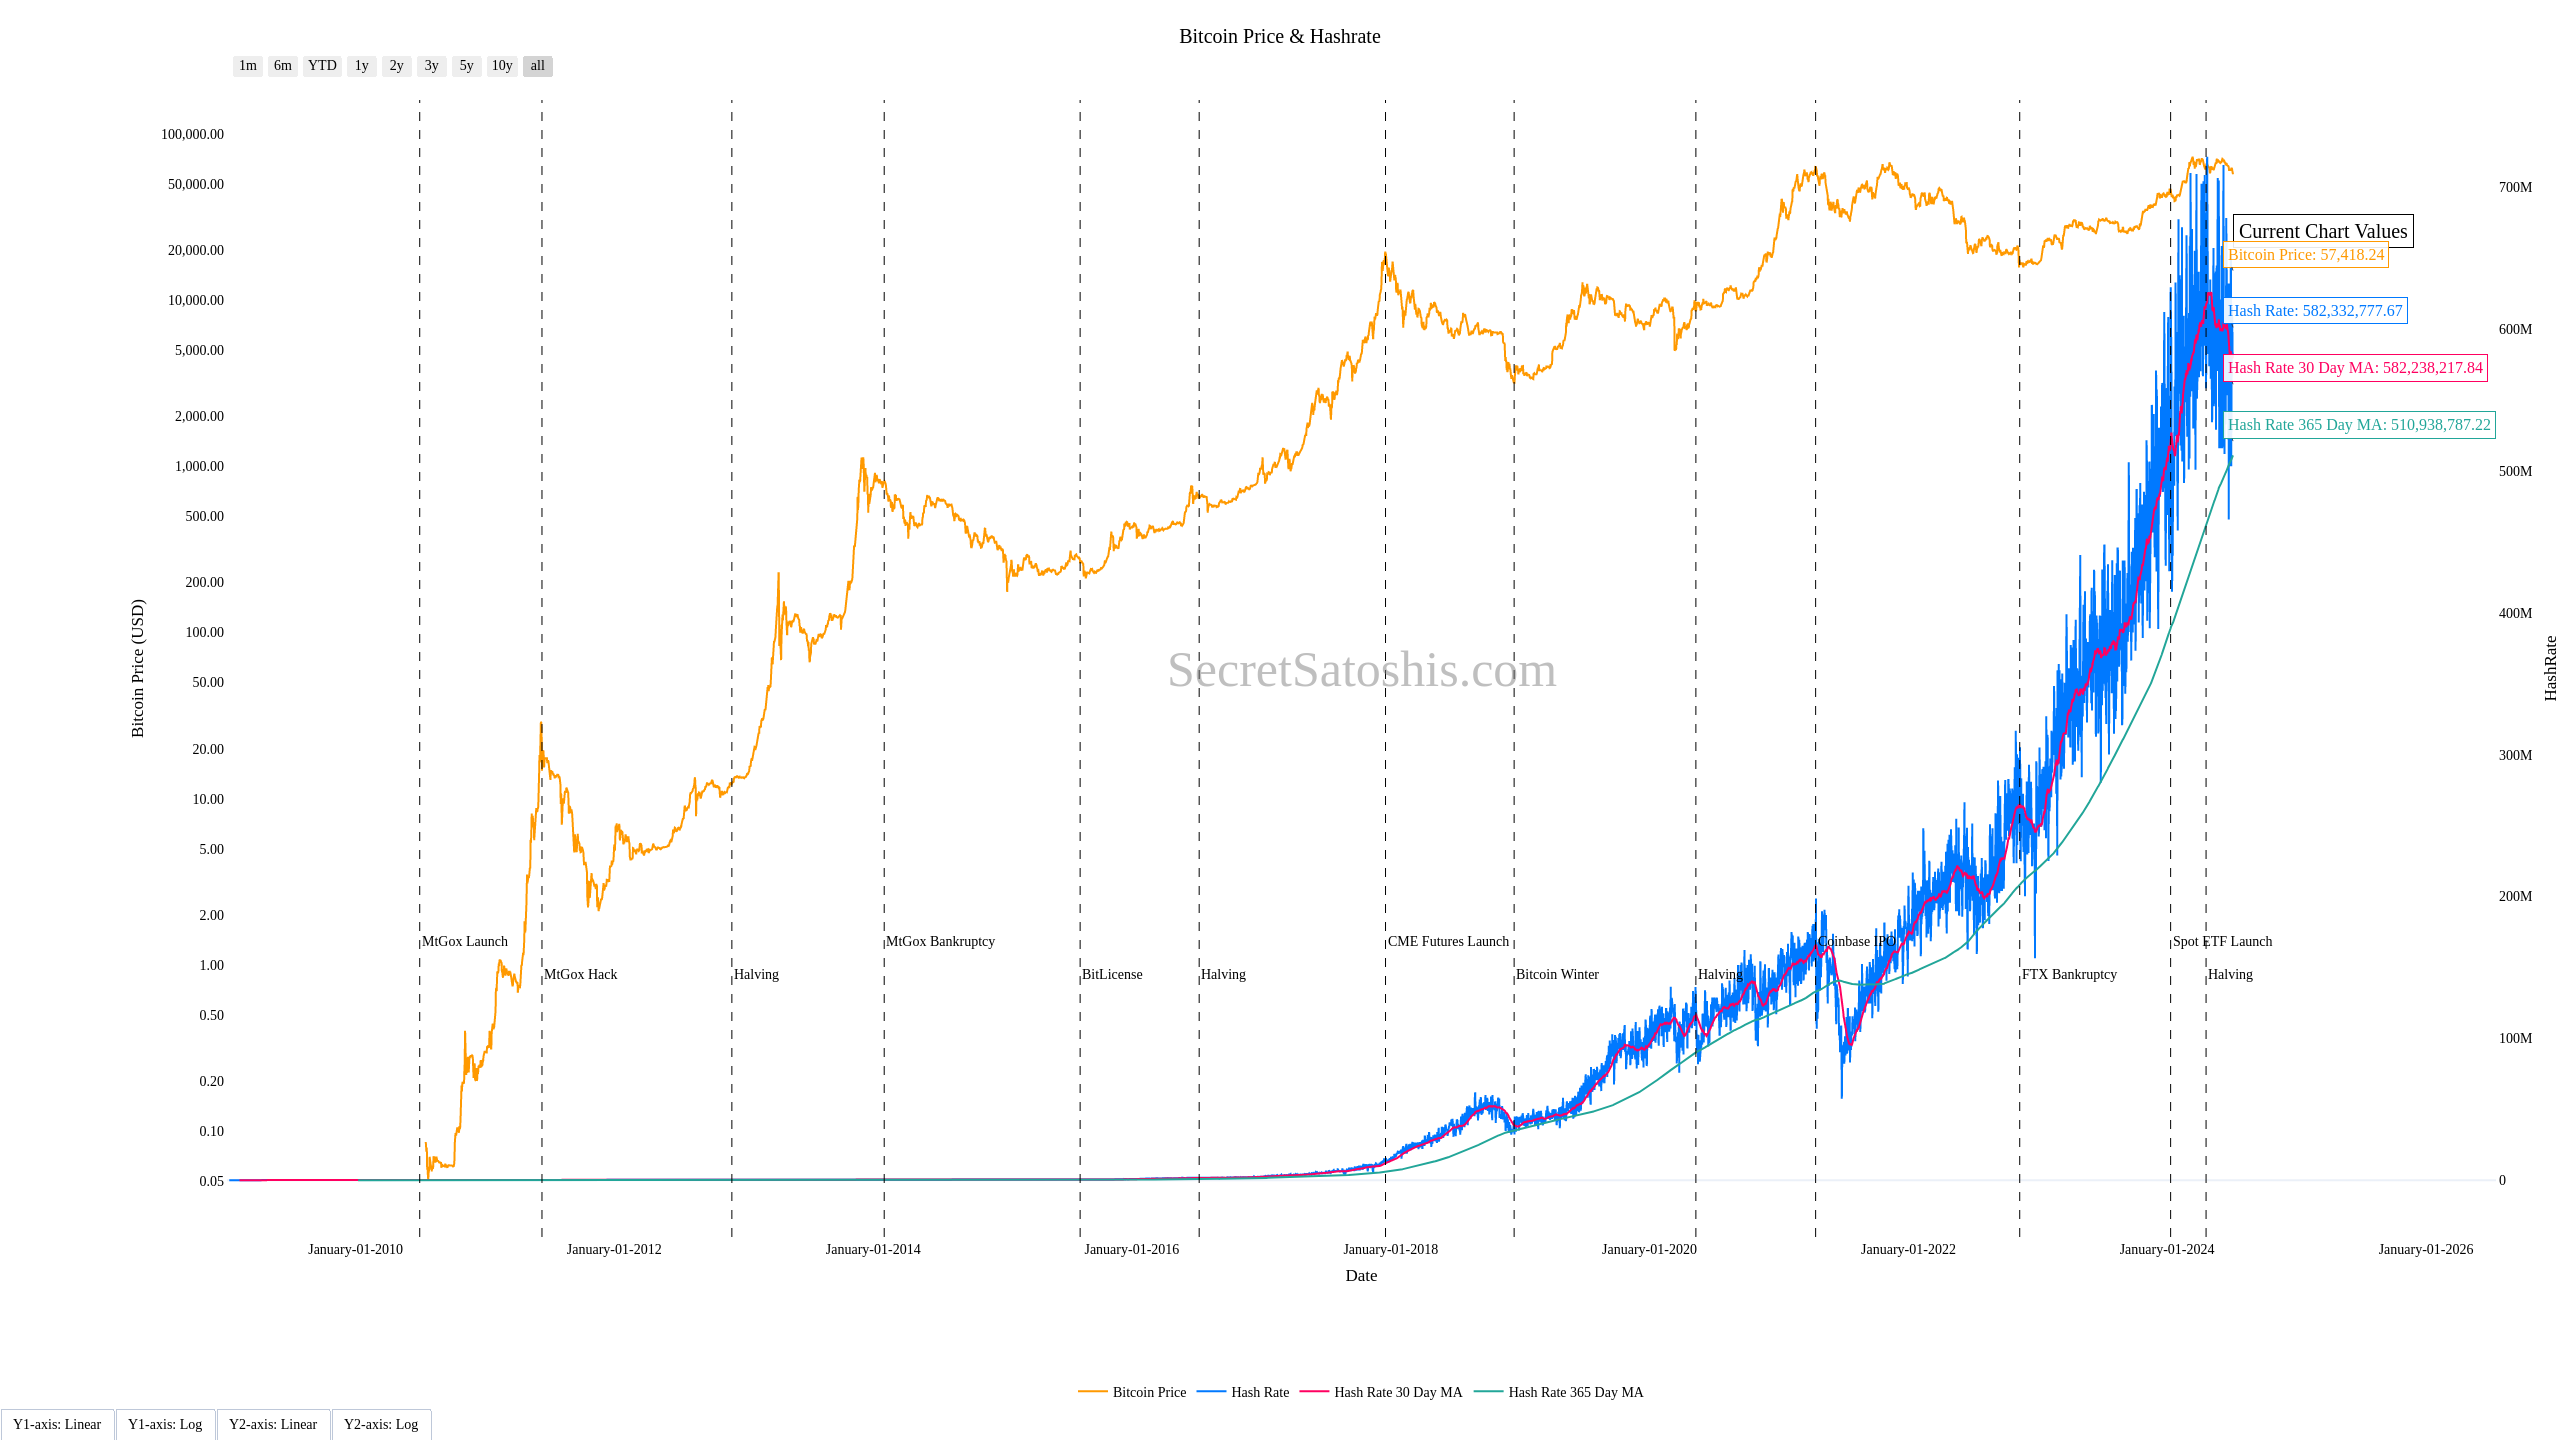 Bitcoin Price & Hashrate
1m 6m YTD 1y 2y 3y 5y 10y all
100,000.00
50,000.00
20,000.00
10,000.00
5,000.00
2,000.00
1,000.00
500.00
200.00
100.00
50.00
20.00
10.00
5.00
2.00
1.00
0.50
0.20
0.10
0.05
Bitcoin Price (USD)
700M
600M
500M
400M
300M
200M
100M
0
HashRate
Current Chart Values
Bitcoin Price: 57,418.24
Hash Rate: 582,332,777.67
Hash Rate 30 Day MA: 582,238,217.84
Hash Rate 365 Day MA: 510,938,787.22
SecretSatoshis.com
MtGox Launch
MtGox Hack
Halving
MtGox Bankruptcy
BitLicense
Halving
CME Futures Launch
Bitcoin Winter
Halving
Coinbase IPO
FTX Bankruptcy
Spot ETF Launch
Halving
January-01-2010 January-01-2012 January-01-2014 January-01-2016 January-01-2018 January-01-2020 January-01-2022 January-01-2024 January-01-2026
Date
Bitcoin Price Hash Rate Hash Rate 30 Day MA Hash Rate 365 Day MA
Y1-axis: Linear Y1-axis: Log Y2-axis: Linear Y2-axis: Log